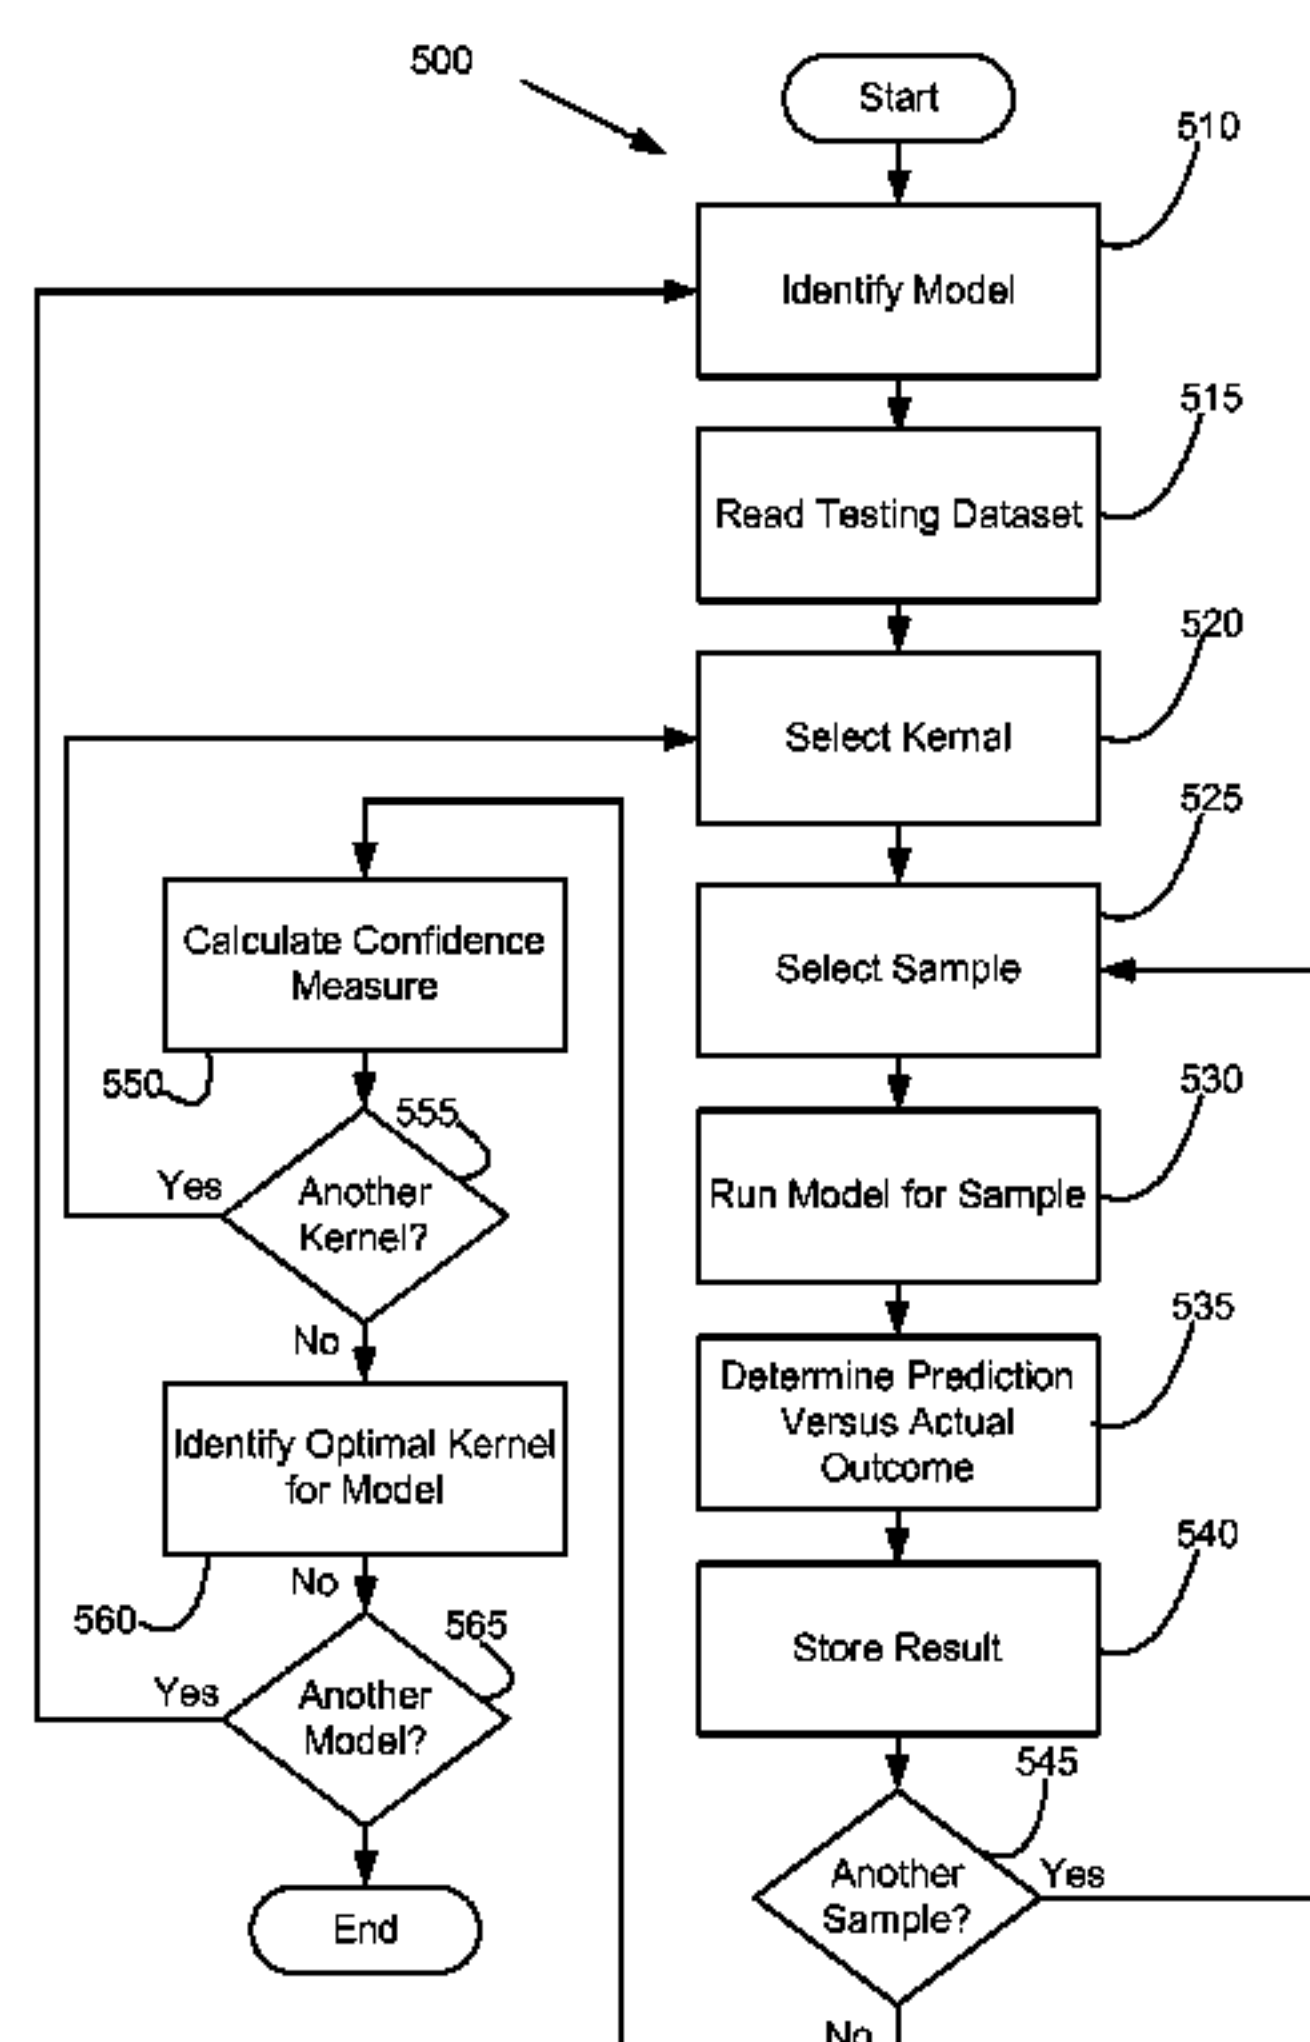 500
Start
510
Identify Model
515
Read Testing Dataset
520
Select Kernal
525
Select Sample
530
Run Model for Sample
535
Determine Prediction
Versus Actual
Outcome
540
Store Result
545
Another
Sample?
Yes
No
Calculate Confidence
Measure
550
555
Another
Kernel?
Yes
No
Identify Optimal Kernel
for Model
560
No
565
Another
Model?
Yes
End